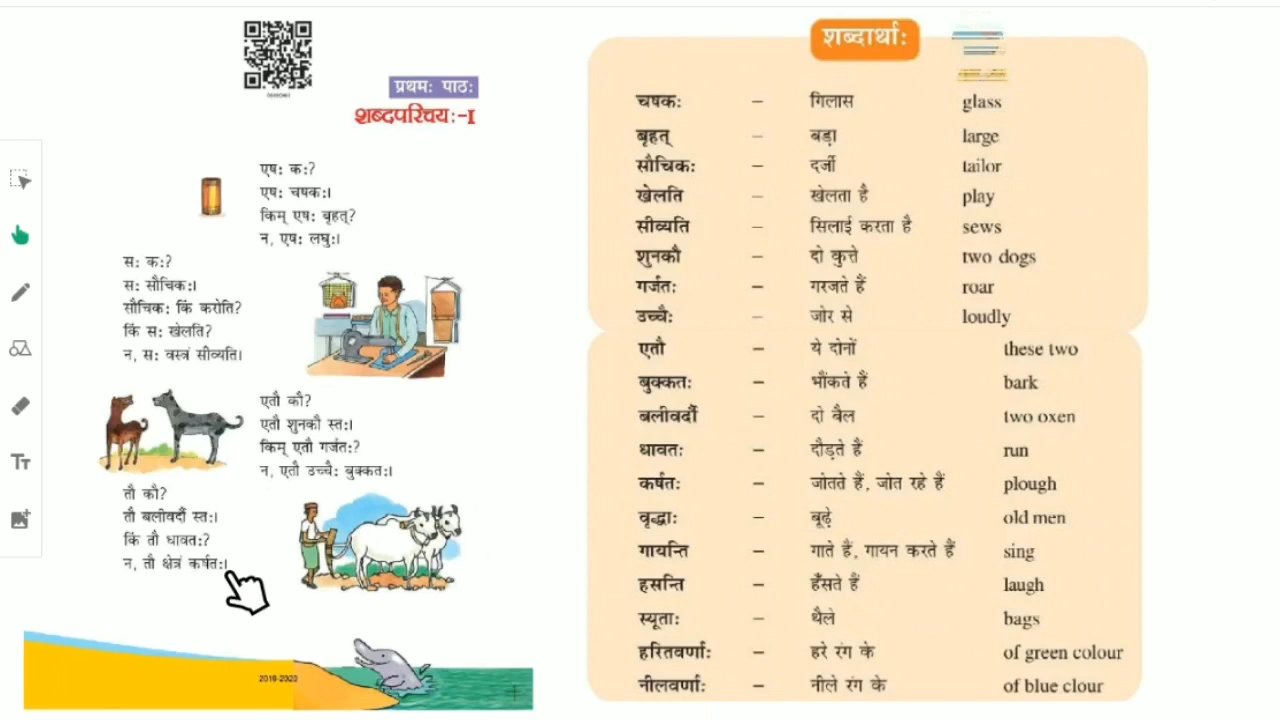 प्रथमः पाठः
शब्दपरिचयः-I
एषः कः?
एषः चषकः।
किम् एषः बृहत्?
न, एषः लघुः।
सः कः?
सः सौचिकः।
सौचिकः किं करोति?
किं सः खेलति?
न, सः वस्त्रं सीव्यति।
एतौ कौ?
एतौ शुनकौ स्तः।
किम् एतौ गर्जतः?
न, एतौ उच्चैः बुक्कतः।
तौ कौ?
तौ बलीवर्दौ स्तः।
किं तौ धावतः?
न, तौ क्षेत्रं कर्षतः।
2019-2020
शब्दार्थाः
चषकः – गिलास glass
बृहत् – बड़ा large
सौचिकः – दर्जी tailor
खेलति – खेलता है play
सीव्यति – सिलाई करता है sews
शुनकौ – दो कुत्ते two dogs
गर्जतः – गरजते हैं roar
उच्चैः – जोर से loudly
एतौ – ये दोनों these two
बुक्कतः – भौंकते हैं bark
बलीवर्दौ – दो बैल two oxen
धावतः – दौड़ते हैं run
कर्षतः – जोतते हैं, जोत रहे हैं plough
वृद्धाः – बूढ़े old men
गायन्ति – गाते हैं, गायन करते हैं sing
हसन्ति – हँसते हैं laugh
स्यूताः – थैले bags
हरितवर्णाः – हरे रंग के of green colour
नीलवर्णाः – नीले रंग के of blue clour
Tт